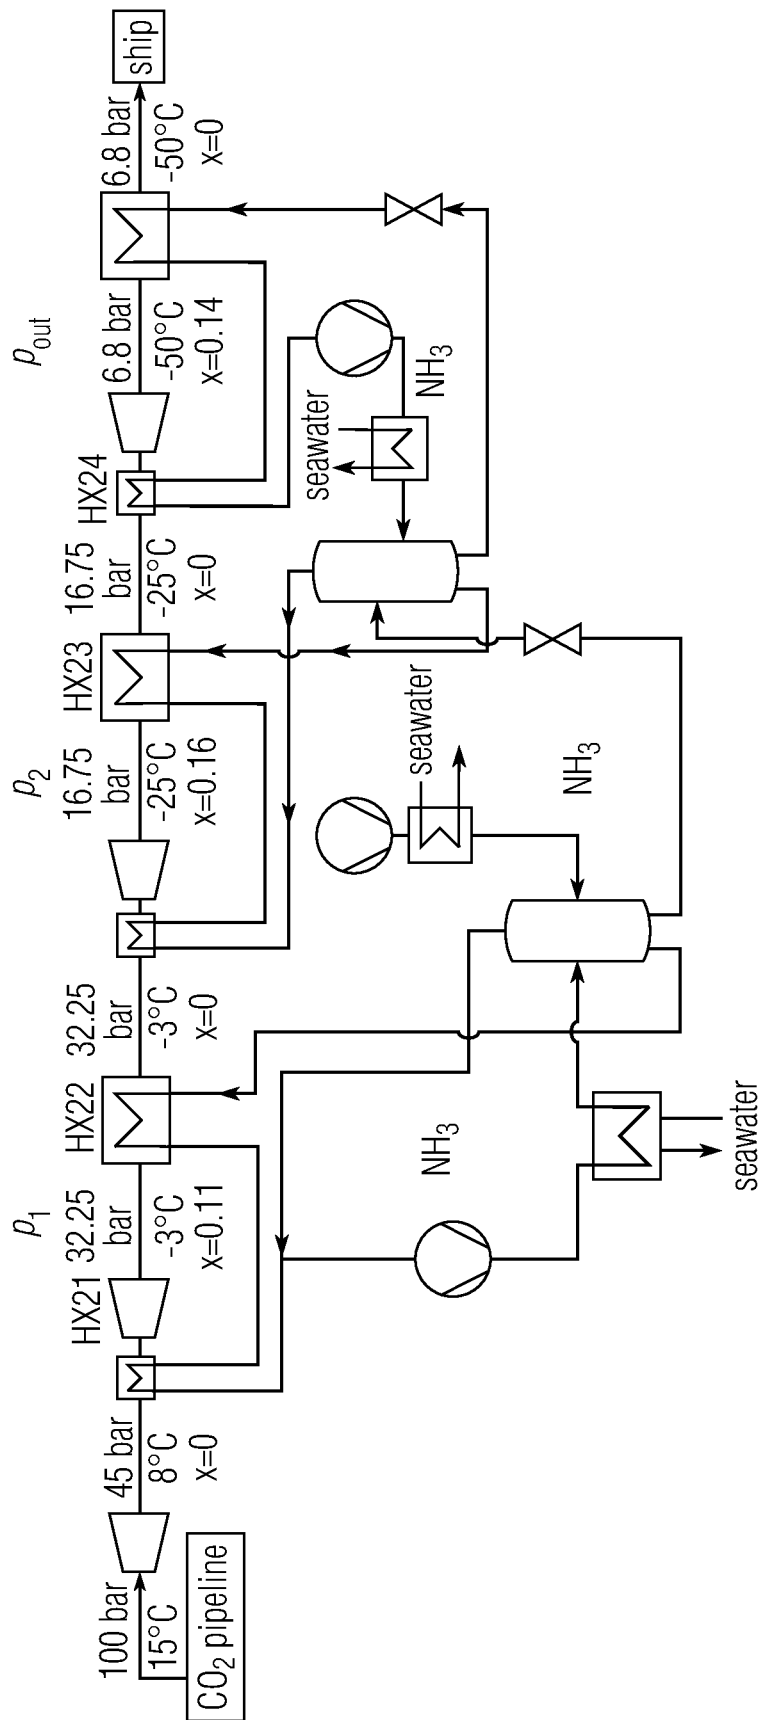 CO₂ pipeline
100 bar
15°C
45 bar
8°C
x=0
HX21
p₁
32.25
bar
-3°C
x=0.11
HX22
32.25
bar
-3°C
x=0
p₂
16.75
bar
-25°C
x=0.16
HX23
16.75
bar
-25°C
x=0
HX24
p_out
6.8 bar
-50°C
x=0.14
6.8 bar
-50°C
x=0
ship
seawater
NH₃
seawater
NH₃
NH₃
seawater